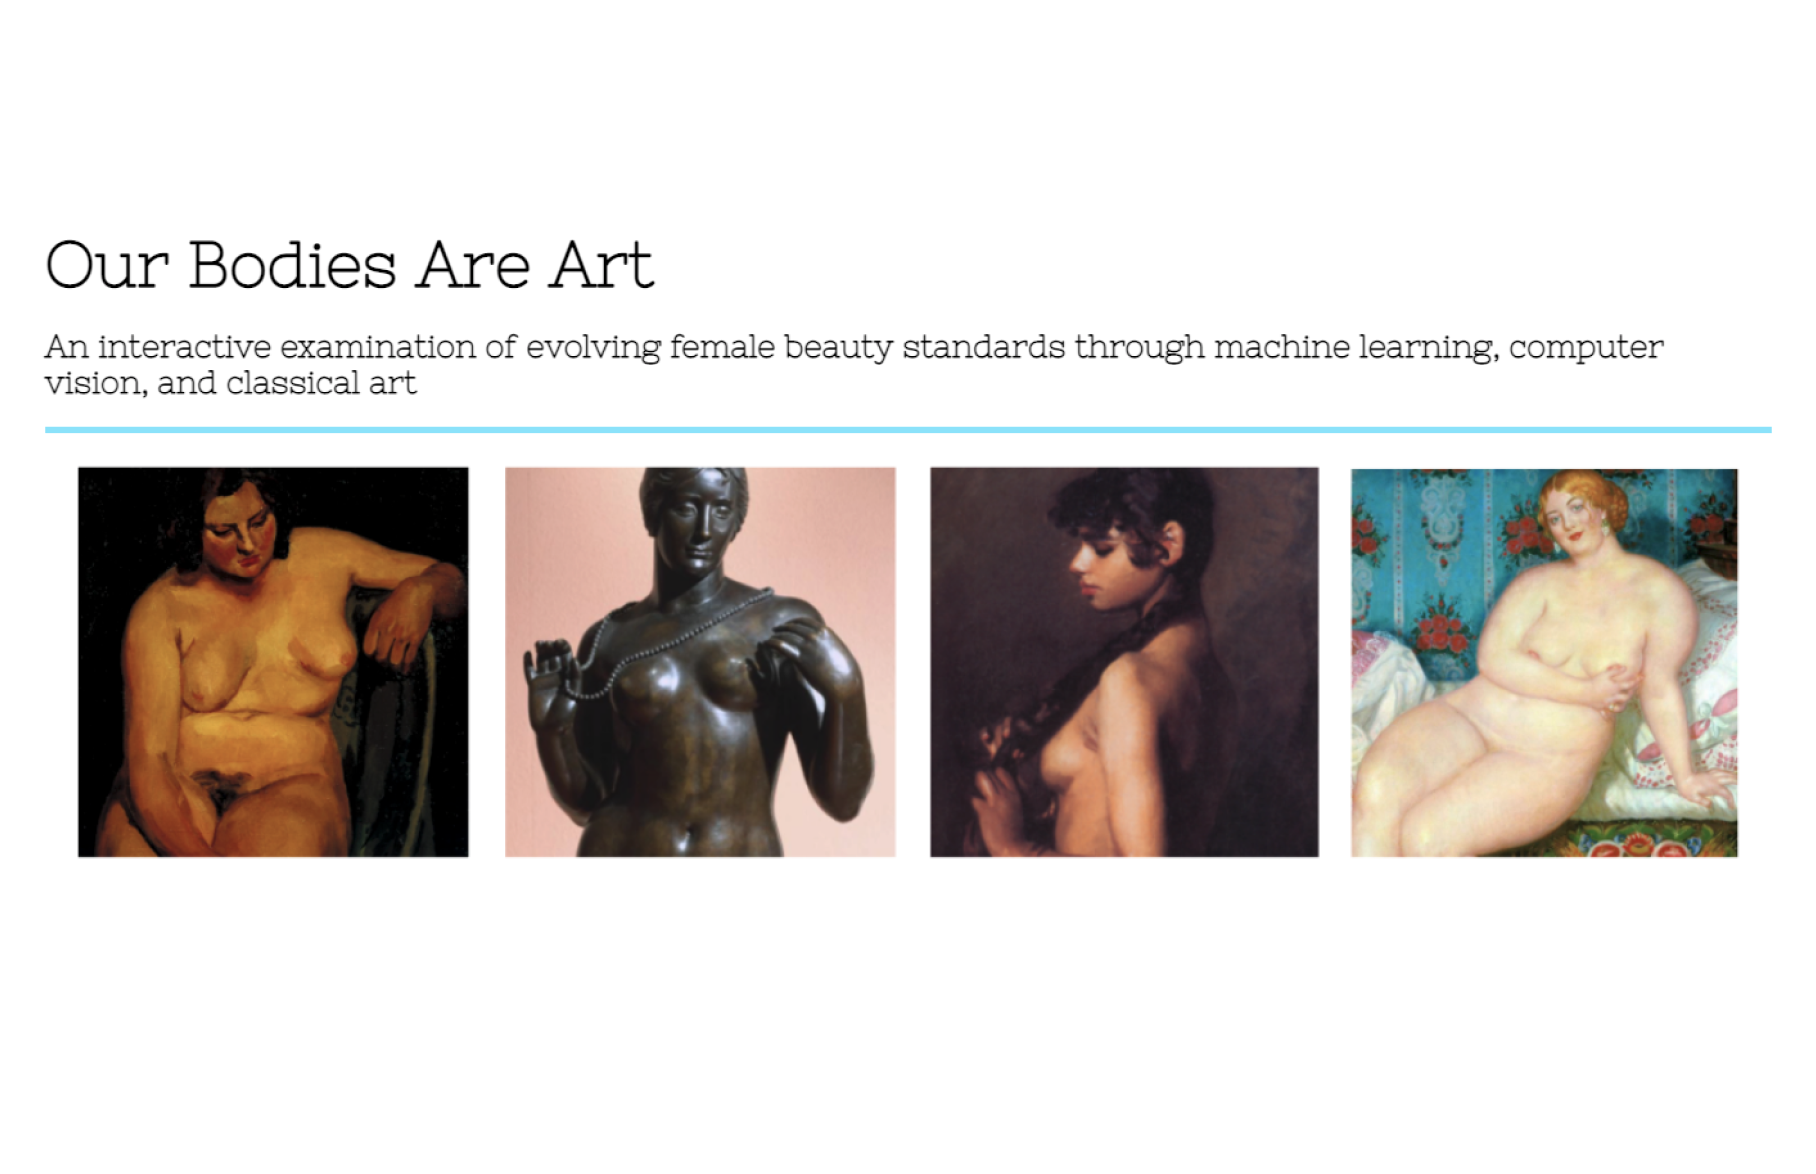 Our Bodies Are Art
An interactive examination of evolving female beauty standards through machine learning, computer
vision, and classical art